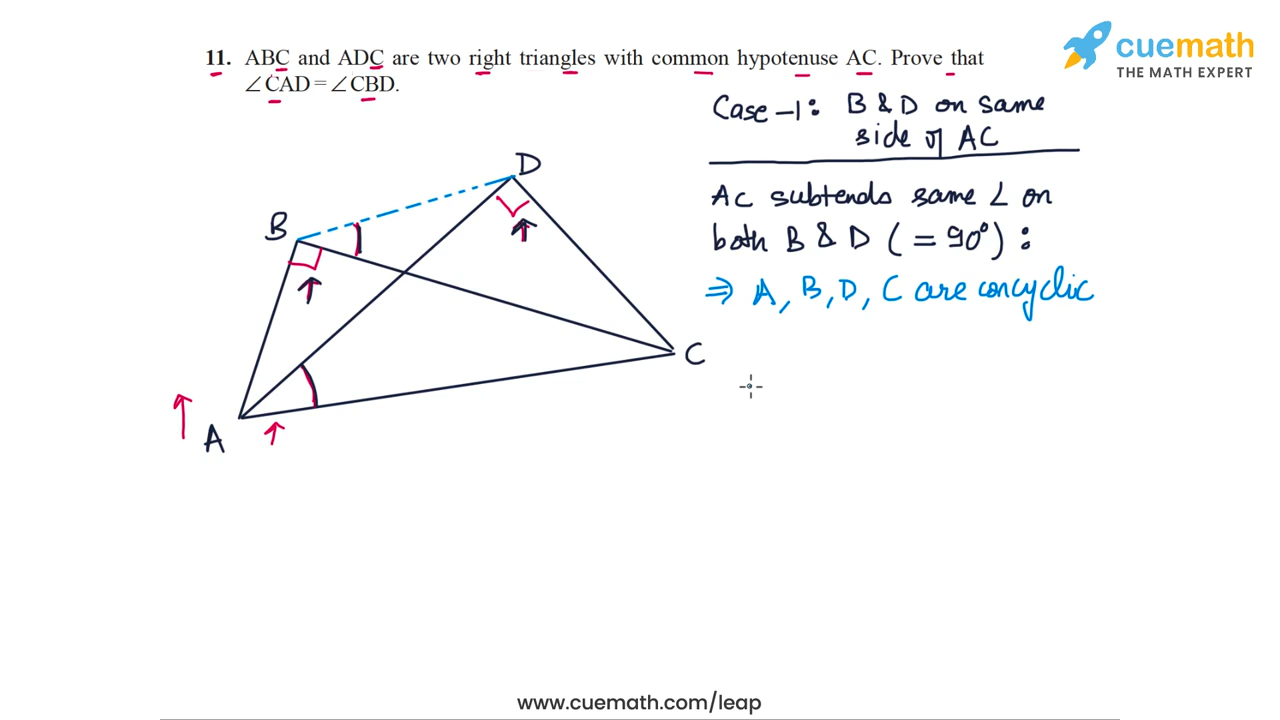 11. ABC and ADC are two right triangles with common hypotenuse AC. Prove that
∠CAD = ∠CBD.
cuemath
THE MATH EXPERT
Case -1: B & D on same
side of AC
AC subtends same ∠ on
both B & D (= 90°):
⇒ A, B, D, C are concyclic
D
B
C
A
www.cuemath.com/leap